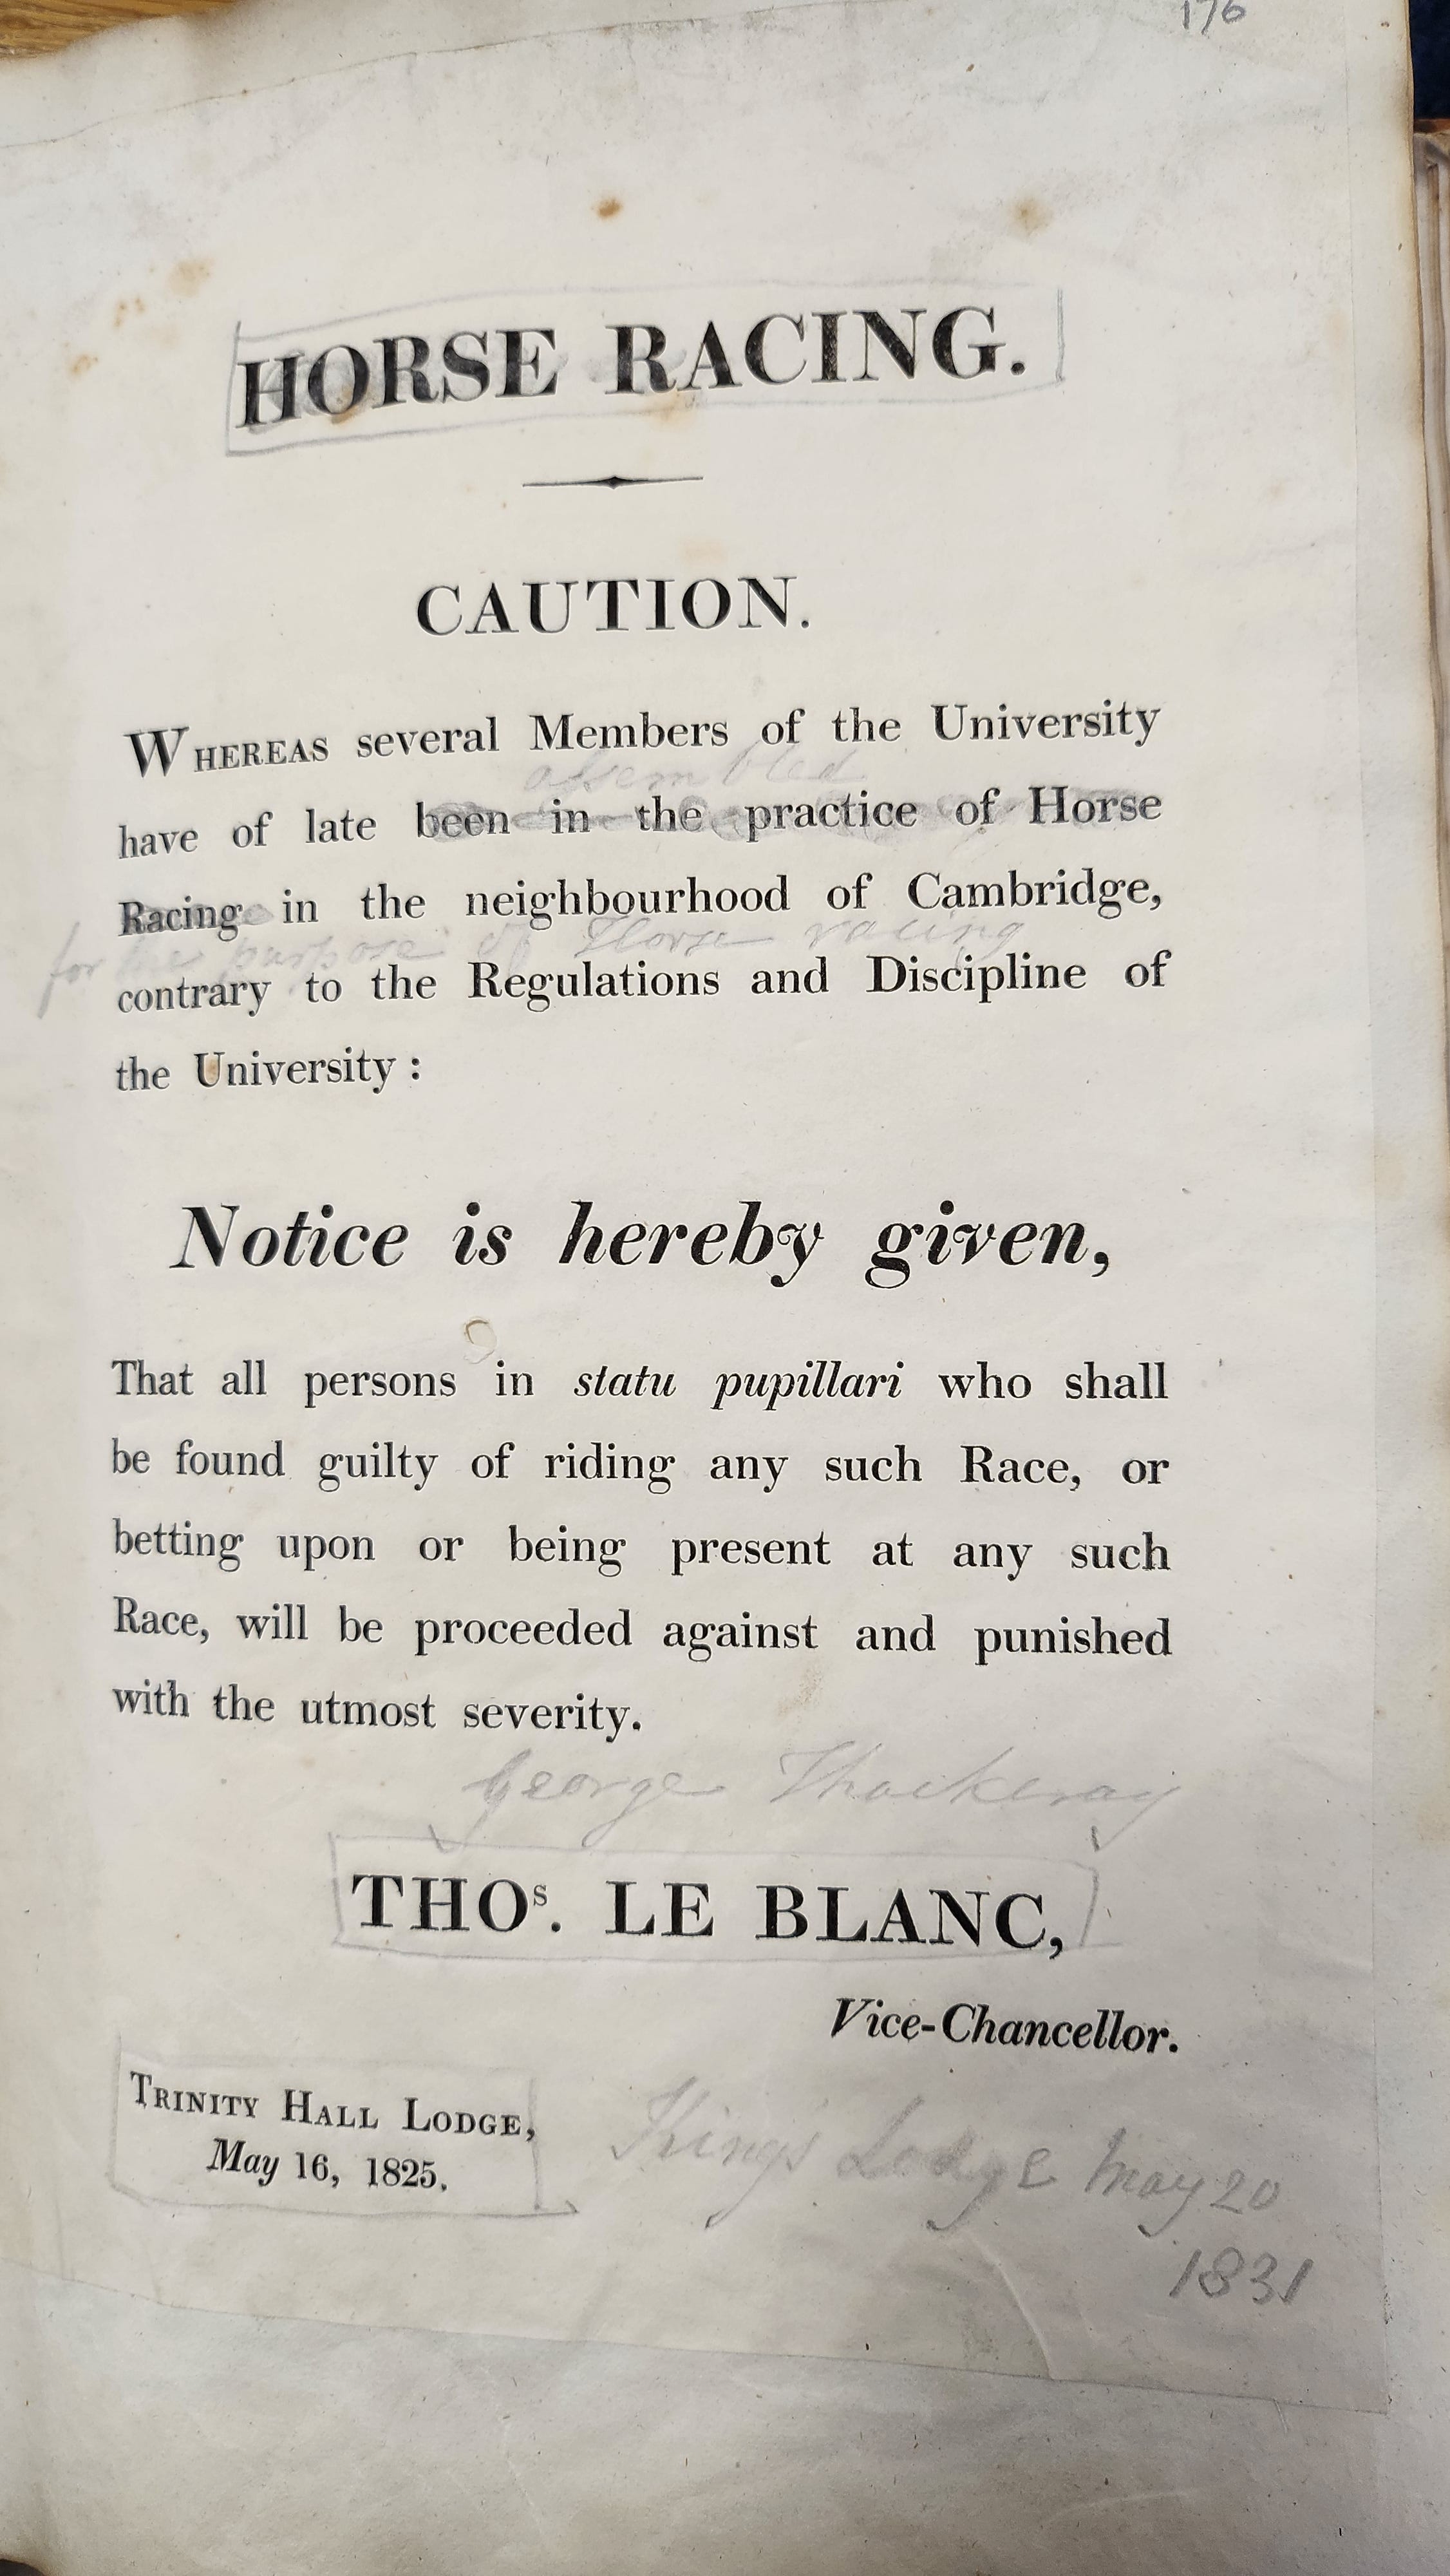 176
HORSE RACING.
CAUTION.
WHEREAS several Members of the University
assembled
have of late been in the practice of Horse
Racing in the neighbourhood of Cambridge,
for the purpose of Horse racing
contrary to the Regulations and Discipline of
the University :
Notice is hereby given,
That all persons in statu pupillari who shall
be found guilty of riding any such Race, or
betting upon or being present at any such
Race, will be proceeded against and punished
with the utmost severity.
George Thackeray
THOˢ. LE BLANC,
Vice-Chancellor.
TRINITY HALL LODGE,
May 16, 1825.
Kings Lodge May 20
1831